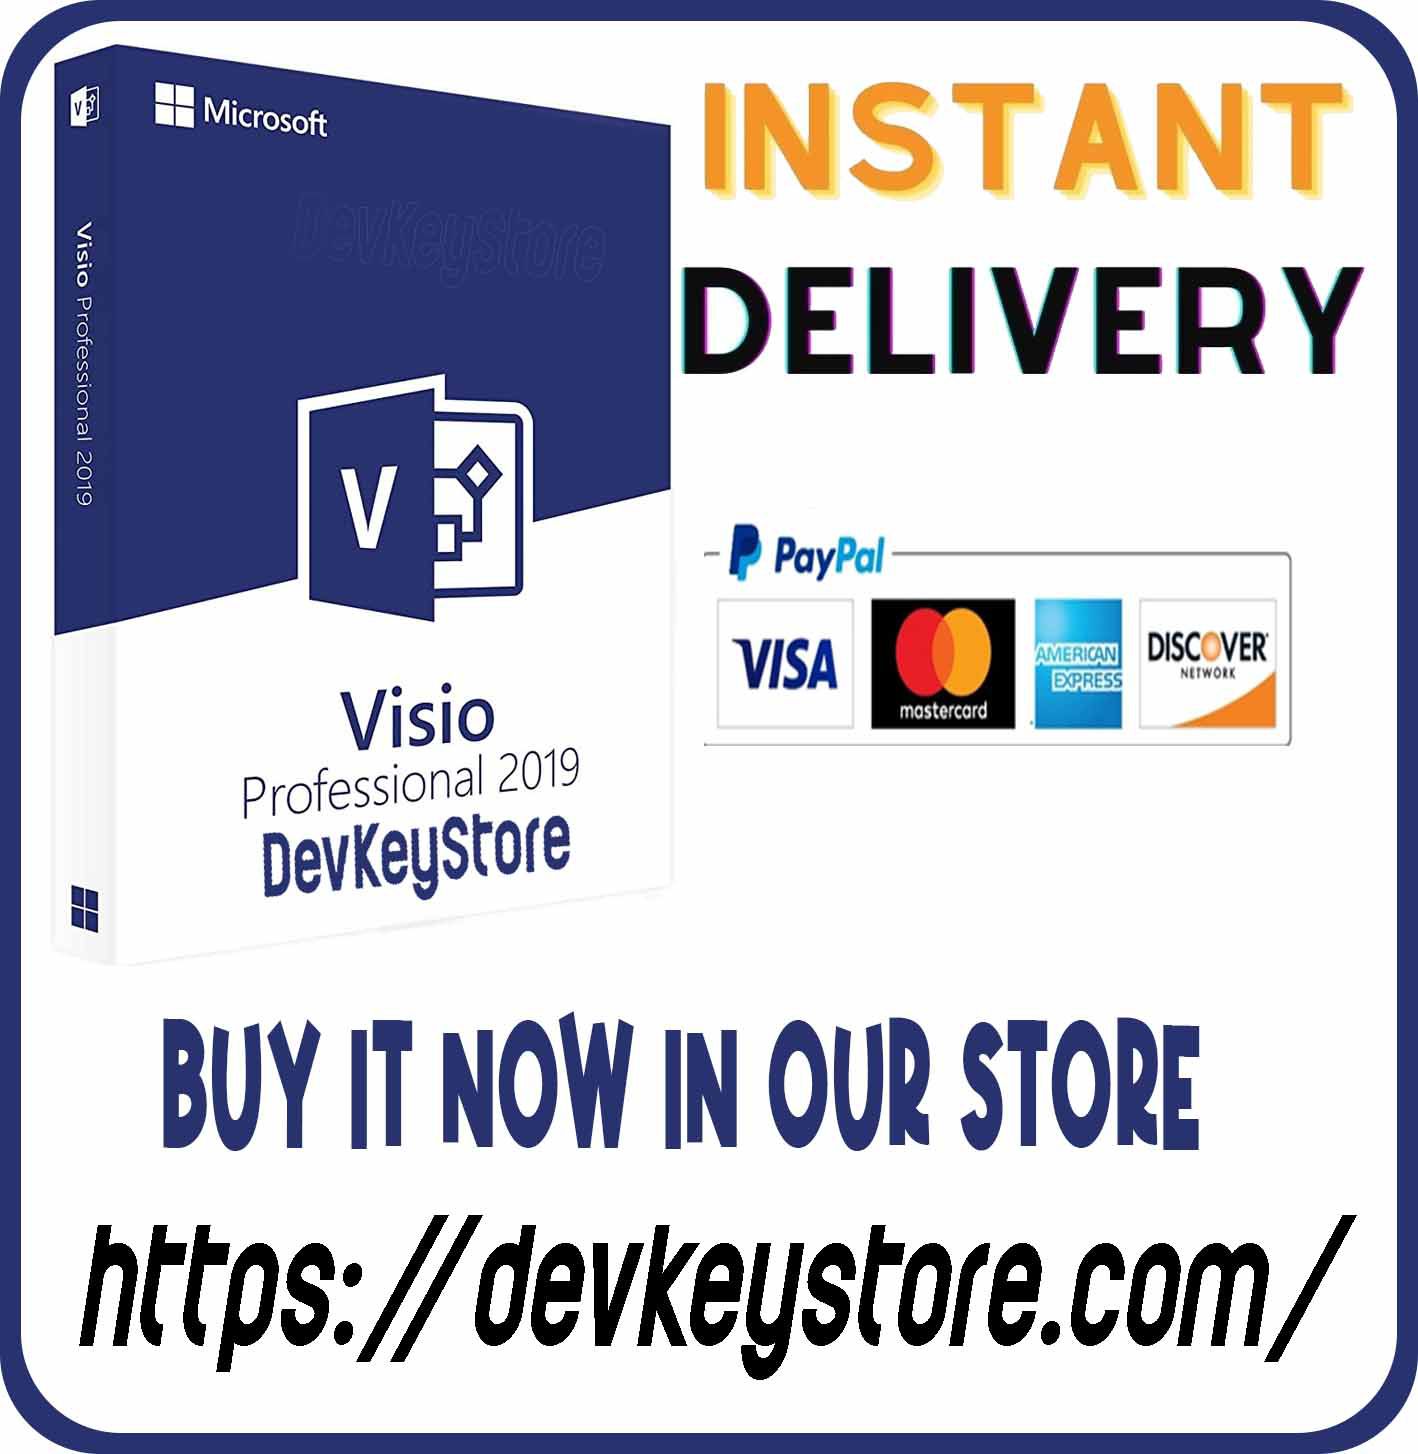 Microsoft
DevKeyStore
Visio Professional 2019
V
V
Visio
Professional 2019
DevKeyStore
INSTANT
DELIVERY
PayPal
VISA
mastercard
AMERICAN
EXPRESS
DISCOVER
NETWORK
BUY IT NOW IN OUR STORE
https://devkeystore.com/